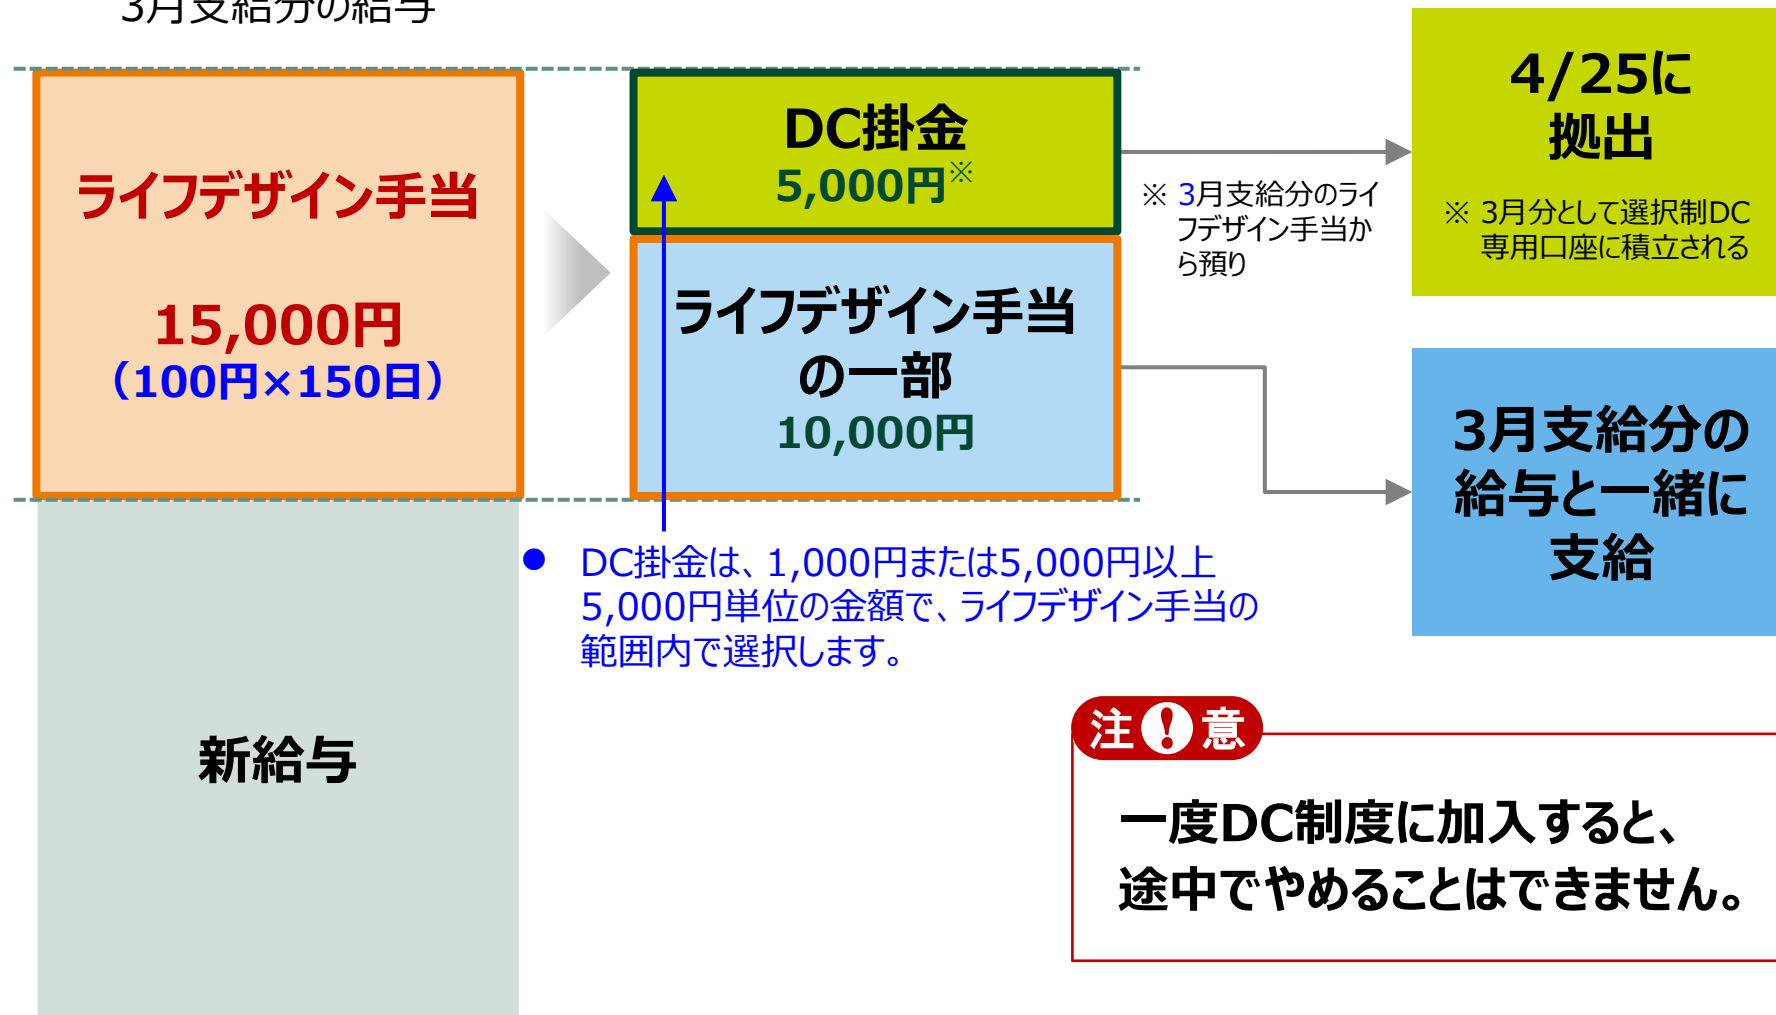 3月支給分の給与
ライフデザイン手当
15,000円
（100円×150日）
新給与
DC掛金
5,000円※
ライフデザイン手当
の一部
10,000円
※ 3月支給分のライ
フデザイン手当か
ら預り
4/25に
拠出
※ 3月分として選択制DC
専用口座に積立される
3月支給分の
給与と一緒に
支給
● DC掛金は、1,000円または5,000円以上
5,000円単位の金額で、ライフデザイン手当の
範囲内で選択します。
注!意
一度DC制度に加入すると、
途中でやめることはできません。